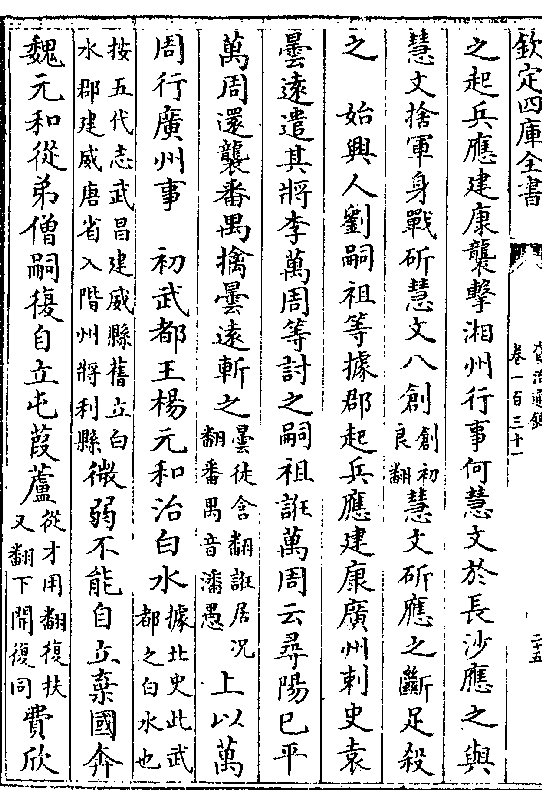 欽定四庫全書
資治通鑑
卷一百三十一
二十五
之起兵應建康襲擊湘州行事何慧文於長沙應之與
慧文捨軍身戰斫慧文八創創初良翻慧文斫應之斷足殺
之　始興人劉嗣祖等據郡起兵應建康廣州刺史袁
曇遠遣其將李萬周等討之嗣祖誑萬周云尋陽已平
萬周還襲番禺擒曇遠斬之曇徒含翻誑居况翻番禺音潘愚上以萬
周行廣州事　初武都王楊元和治白水據北史此武都之白水也
按五代志武昌建威縣舊立白水郡建威唐省入階州將利縣微弱不能自立棄國奔
魏元和從弟僧嗣復自立屯葭蘆從才用翻復扶又翻下閒復同費欣